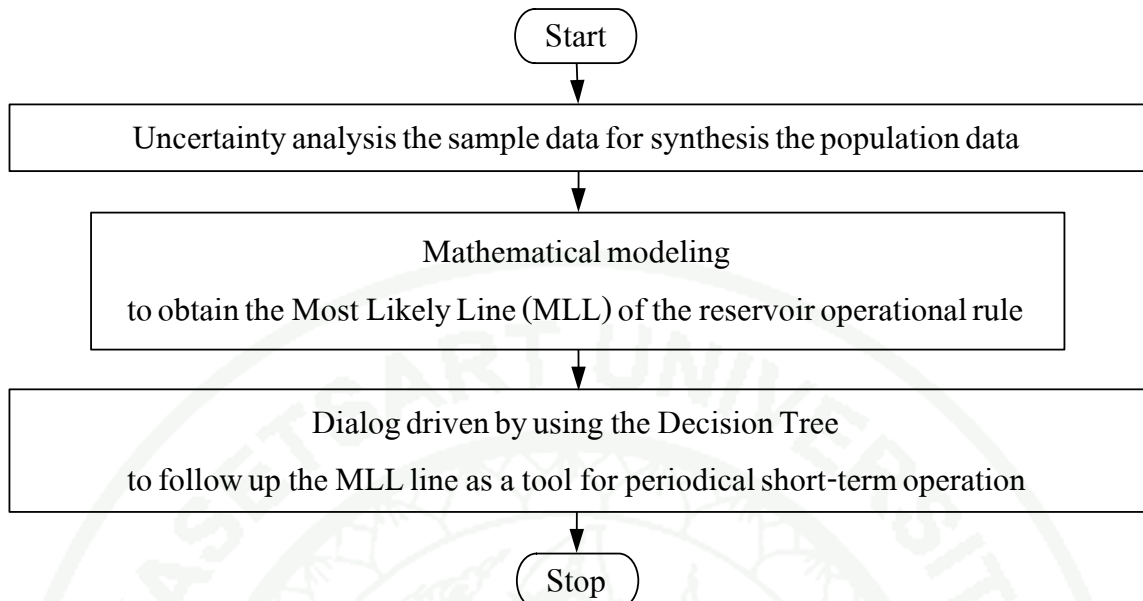 Start
Uncertainty analysis the sample data for synthesis the population data
Mathematical modeling
to obtain the Most Likely Line (MLL) of the reservoir operational rule
Dialog driven by using the Decision Tree
to follow up the MLL line as a tool for periodical short-term operation
Stop
ASETSART UNIVERSIT